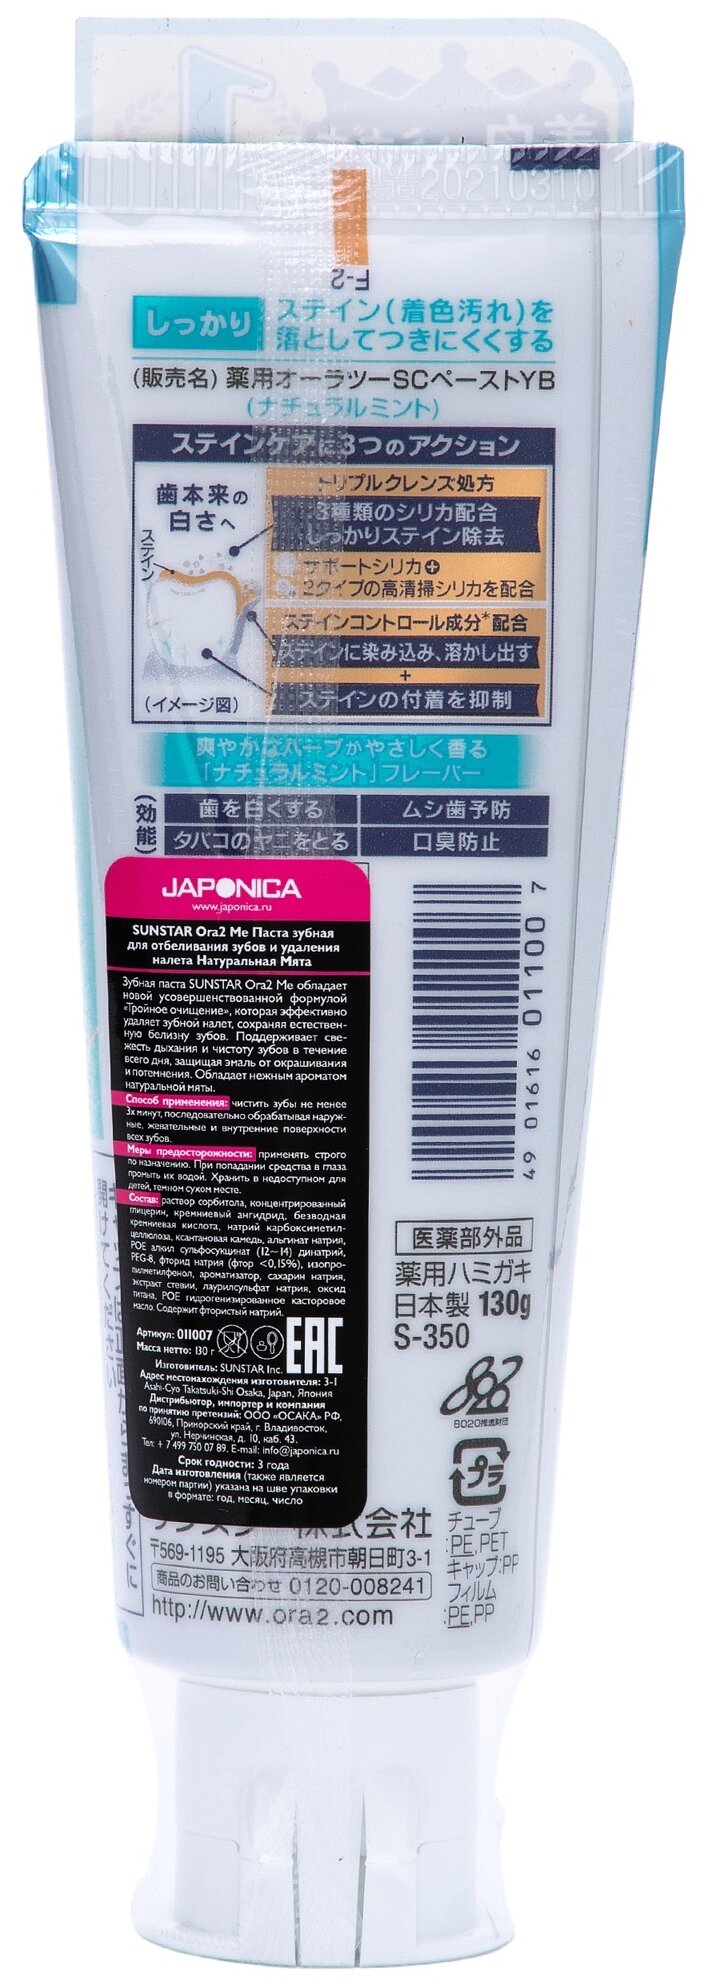 製造20210310
F-2
しっかり
ステイン(着色汚れ)を
落としてつきにくくする
(販売名)薬用オーラツーSCペーストYB
(ナチュラルミント)
ステインケアに3つのアクション
歯本来の
白さへ
ステイン
(イメージ図)
トリプルクレンズ処方
3種類のシリカ配合
しっかりステイン除去
サポートシリカ+
2タイプの高清掃シリカを配合
ステインコントロール成分*配合
ステインに染み込み、溶かし出す
+
ステインの付着を抑制
爽やかなハーブがやさしく香る
「ナチュラルミント」フレーバー
(効能)
歯を白くする
ムシ歯予防
タバコのヤニをとる
口臭防止
JAPONICA
www.japonica.ru
SUNSTAR Ora2 Me Паста зубная
для отбеливания зубов и удаления
налета Натуральная Мята
Зубная паста SUNSTAR Ora2 Me обладает
новой усовершенствованной формулой
«Тройное очищение», которая эффективно
удаляет зубной налет, сохраняя естествен-
ную белизну зубов. Поддерживает све-
жесть дыхания и чистоту зубов в течение
всего дня, защищая эмаль от окрашивания
и потемнения. Обладает нежным ароматом
натуральной мяты.
Способ применения: чистить зубы не менее
3х минут, последовательно обрабатывая наруж-
ные, жевательные и внутренние поверхности
всех зубов.
Меры предосторожности: применять строго
по назначению. При попадании средства в глаза
промыть их водой. Хранить в недоступном для
детей, темном сухом месте.
Состав: раствор сорбитола, концентрированный
глицерин, кремниевый ангидрид, безводная
кремниевая кислота, натрий карбоксиметил-
целлюлоза, ксантановая камедь, альгинат натрия,
POE алкил сульфосукцинат (12~14) динатрий,
PEG-8, фторид натрия (фтор <0,15%), изопро-
пилметилфенол, ароматизатор, сахарин натрия,
экстракт стевии, лаурилсульфат натрия, оксид
титана, POE гидрогенизированное касторовое
масло. Содержит фтористый натрий.
Артикул: 011007
Масса нетто: 130 г
EAC
Изготовитель: SUNSTAR Inc.
Адрес местонахождения изготовителя: 3-1
Asahi-Cyo Takatsuki-Shi Osaka, Japan, Япония
Дистрибьютор, импортер и компания
по принятию претензий: ООО «ОСАКА» РФ,
690106, Приморский край, г. Владивосток,
ул. Нерчинская, д. 10, каб. 43.
Тел: + 7 499 750 07 89. E-mail: info@japonica.ru
Срок годности: 3 года
Дата изготовления (также является
номером партии) указана на шве упаковки
в формате: год, месяц, число
4 901616 011007
医薬部外品
薬用ハミガキ
日本製 130g
S-350
8020
8020推進財団
プラ
チューブ
:PE,PET
キャップ:PP
フィルム
:PE,PP
株式会社
〒569-1195 大阪府高槻市朝日町3-1
商品のお問い合わせ 0120-008241
http://www.ora2.com